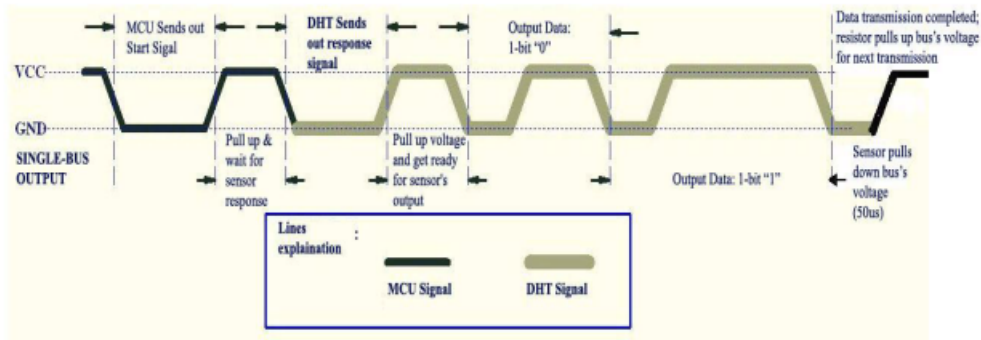 MCU Sends out
Start Sigal
DHT Sends
out response
signal
Output Data:
1-bit "0"
Data transmission completed;
resistor pulls up bus's voltage
for next transmission
VCC
GND
SINGLE-BUS
OUTPUT
Pull up &
wait for
sensor
response
Pull up voltage
and get ready
for sensor's
output
Output Data: 1-bit "1"
Sensor pulls
down bus's
voltage
(50us)
Lines
explaination
:
MCU Signal
DHT Signal